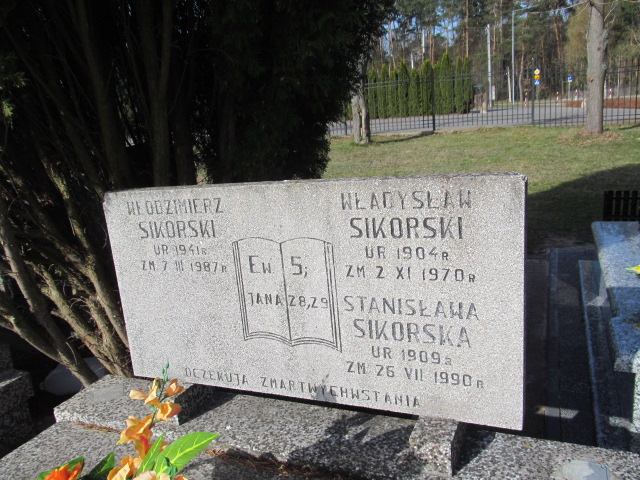 WŁODZIMIERZ
SIKORSKI
UR 1941R
ZM. 7 III 1987R
EW 5;
JANA 28,29
WŁADYSŁAW
SIKORSKI
UR 1904R
ZM 2 XI 1970R
STANISŁAWA
SIKORSKA
UR 1909R
ZM. 26 VII 1990R
OCZEKUJĄ ZMARTWYCHWSTANIA